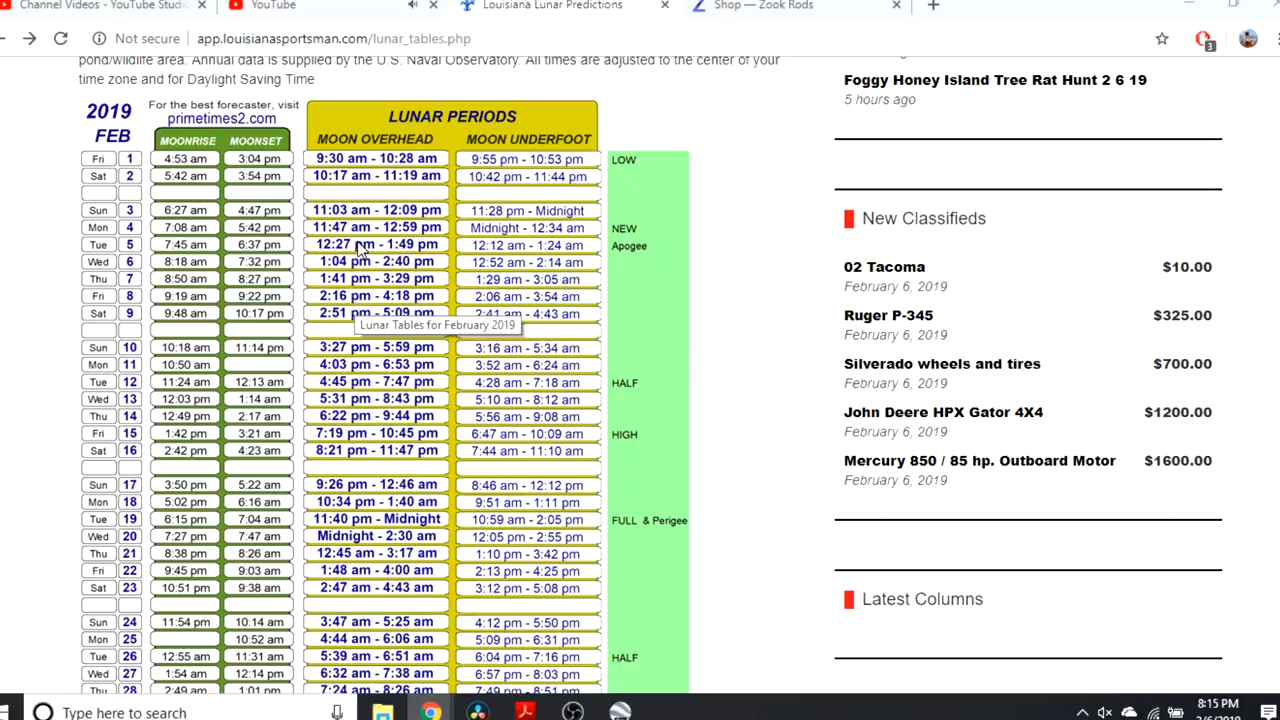 Channel Videos - YouTube Studi
YouTube
Louisiana Lunar Predictions
Shop — Zook Rods
Not secure
app.louisianasportsman.com/lunar_tables.php
3
pond/wildlife area. Annual data is supplied by the U.S. Naval Observatory. All times are adjusted to the center of your
time zone and for Daylight Saving Time
2019
FEB
For the best forecaster, visit
primetimes2.com
LUNAR PERIODS
MOONRISE MOONSET MOON OVERHEAD MOON UNDERFOOT
Fri 1 4:53 am 3:04 pm 9:30 am - 10:28 am 9:55 pm - 10:53 pm LOW
Sat 2 5:42 am 3:54 pm 10:17 am - 11:19 am 10:42 pm - 11:44 pm
Sun 3 6:27 am 4:47 pm 11:03 am - 12:09 pm 11:28 pm - Midnight
Mon 4 7:08 am 5:42 pm 11:47 am - 12:59 pm Midnight - 12:34 am NEW
Tue 5 7:45 am 6:37 pm 12:27 pm - 1:49 pm 12:12 am - 1:24 am Apogee
Wed 6 8:18 am 7:32 pm 1:04 pm - 2:40 pm 12:52 am - 2:14 am
Thu 7 8:50 am 8:27 pm 1:41 pm - 3:29 pm 1:29 am - 3:05 am
Fri 8 9:19 am 9:22 pm 2:16 pm - 4:18 pm 2:06 am - 3:54 am
Sat 9 9:48 am 10:17 pm 2:51 pm - 5:09 pm 2:41 am - 4:43 am
Lunar Tables for February 2019
Sun 10 10:18 am 11:14 pm 3:27 pm - 5:59 pm 3:16 am - 5:34 am
Mon 11 10:50 am 4:03 pm - 6:53 pm 3:52 am - 6:24 am
Tue 12 11:24 am 12:13 am 4:45 pm - 7:47 pm 4:28 am - 7:18 am HALF
Wed 13 12:03 pm 1:14 am 5:31 pm - 8:43 pm 5:10 am - 8:12 am
Thu 14 12:49 pm 2:17 am 6:22 pm - 9:44 pm 5:56 am - 9:08 am
Fri 15 1:42 pm 3:21 am 7:19 pm - 10:45 pm 6:47 am - 10:09 am HIGH
Sat 16 2:42 pm 4:23 am 8:21 pm - 11:47 pm 7:44 am - 11:10 am
Sun 17 3:50 pm 5:22 am 9:26 pm - 12:46 am 8:46 am - 12:12 pm
Mon 18 5:02 pm 6:16 am 10:34 pm - 1:40 am 9:51 am - 1:11 pm
Tue 19 6:15 pm 7:04 am 11:40 pm - Midnight 10:59 am - 2:05 pm FULL & Perigee
Wed 20 7:27 pm 7:47 am Midnight - 2:30 am 12:05 pm - 2:55 pm
Thu 21 8:38 pm 8:26 am 12:45 am - 3:17 am 1:10 pm - 3:42 pm
Fri 22 9:45 pm 9:03 am 1:48 am - 4:00 am 2:13 pm - 4:25 pm
Sat 23 10:51 pm 9:38 am 2:47 am - 4:43 am 3:12 pm - 5:08 pm
Sun 24 11:54 pm 10:14 am 3:47 am - 5:25 am 4:12 pm - 5:50 pm
Mon 25 10:52 am 4:44 am - 6:06 am 5:09 pm - 6:31 pm
Tue 26 12:55 am 11:31 am 5:39 am - 6:51 am 6:04 pm - 7:16 pm HALF
Wed 27 1:54 am 12:14 pm 6:32 am - 7:38 am 6:57 pm - 8:03 pm
Thu 28 2:49 am 1:01 pm 7:24 am - 8:26 am 7:49 pm - 8:51 pm
Foggy Honey Island Tree Rat Hunt 2 6 19
5 hours ago
New Classifieds
02 Tacoma $10.00
February 6, 2019
Ruger P-345 $325.00
February 6, 2019
Silverado wheels and tires $700.00
February 6, 2019
John Deere HPX Gator 4X4 $1200.00
February 6, 2019
Mercury 850 / 85 hp. Outboard Motor $1600.00
February 6, 2019
Latest Columns
Type here to search
8:15 PM